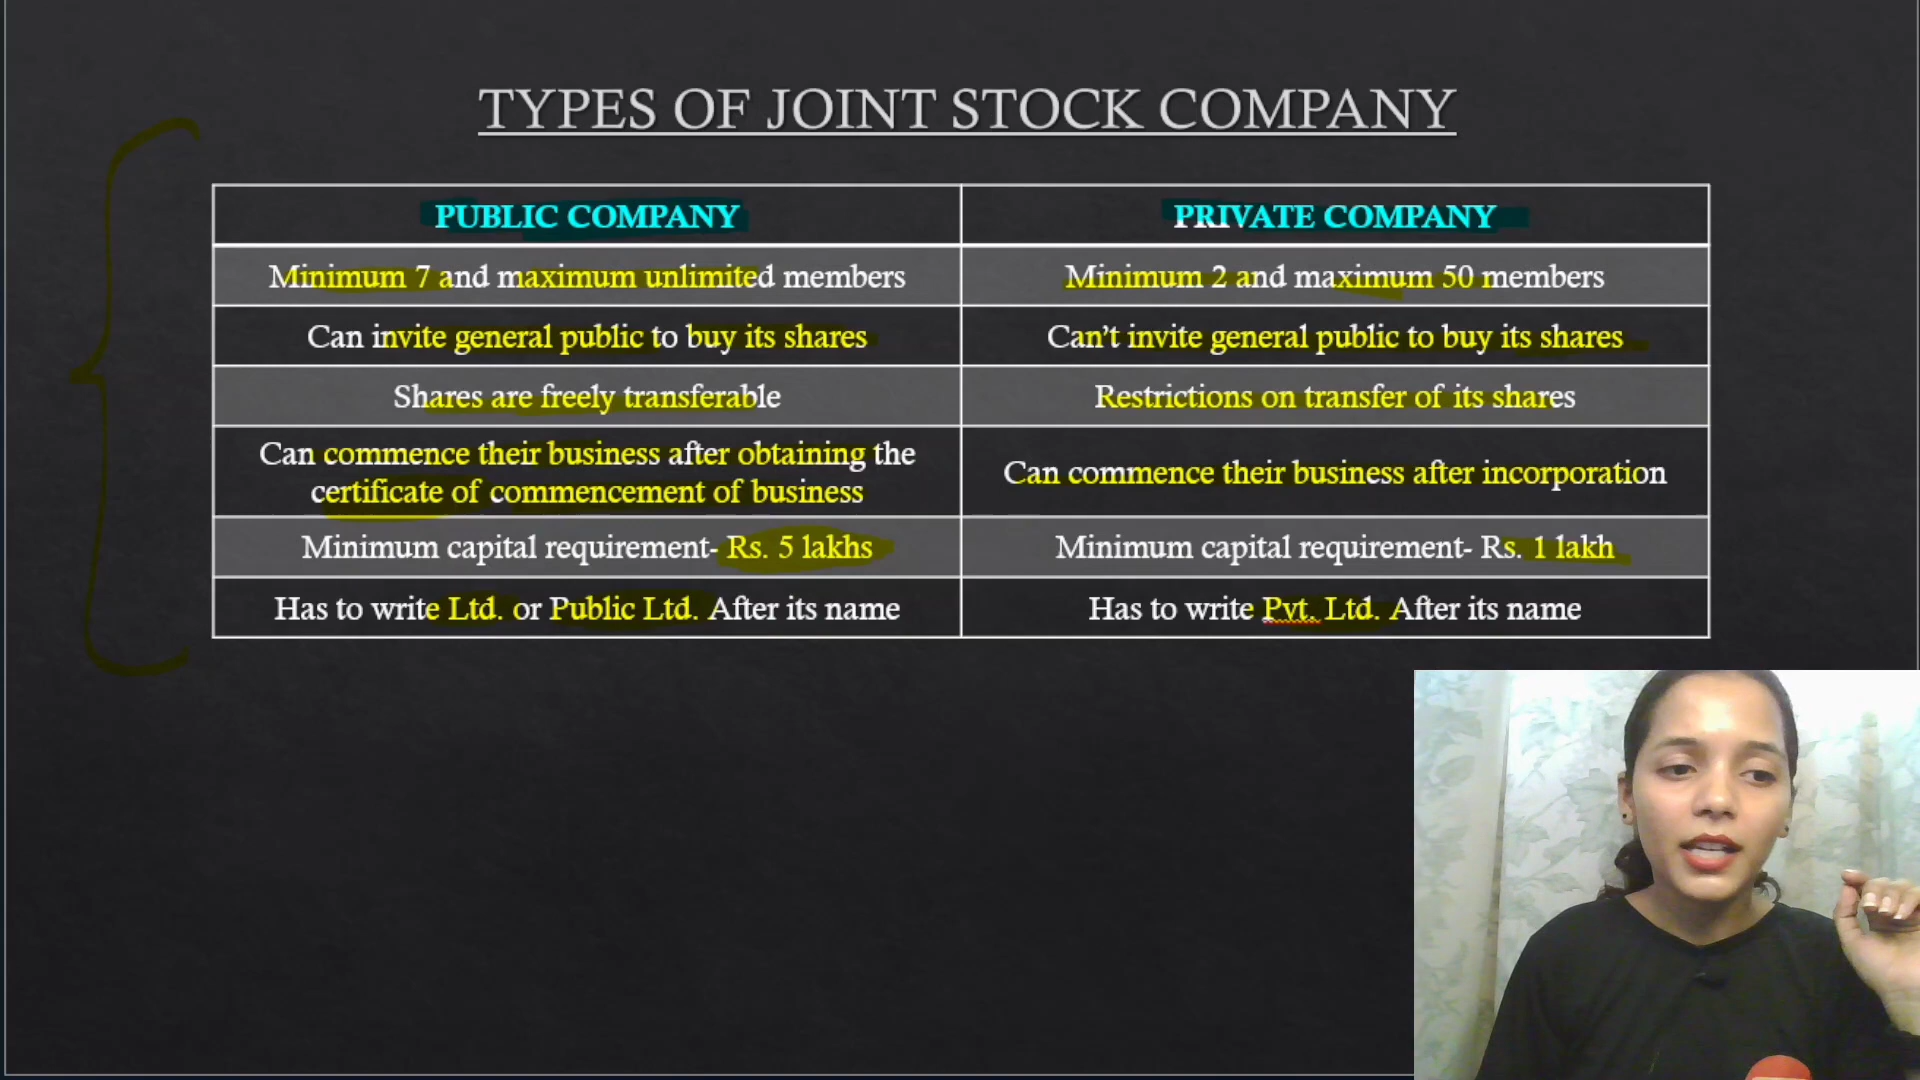 TYPES OF JOINT STOCK COMPANY
PUBLIC COMPANY
PRIVATE COMPANY
Minimum 7 and maximum unlimited members
Minimum 2 and maximum 50 members
Can invite general public to buy its shares
Can't invite general public to buy its shares
Shares are freely transferable
Restrictions on transfer of its shares
Can commence their business after obtaining the
certificate of commencement of business
Can commence their business after incorporation
Minimum capital requirement- Rs. 5 lakhs
Minimum capital requirement- Rs. 1 lakh
Has to write Ltd. or Public Ltd. After its name
Has to write Pvt. Ltd. After its name